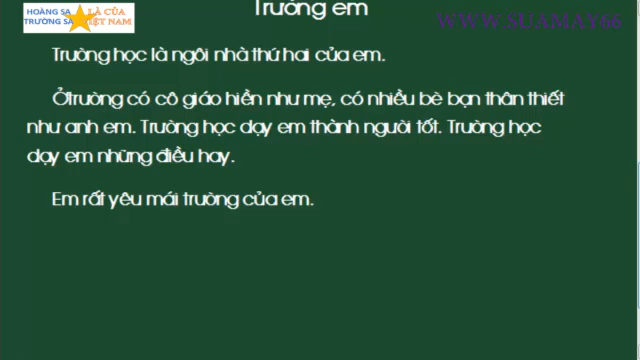 HOÀNG SA LÀ CỦA
TRƯỜNG SA VIỆT NAM
WWW.SUAMAY66
Trường em
Trường học là ngôi nhà thứ hai của em.
Ởtrường có cô giáo hiền như mẹ, có nhiều bè bạn thân thiết
như anh em. Trường học dạy em thành người tốt. Trường học
dạy em những điều hay.
Em rất yêu mái trường của em.